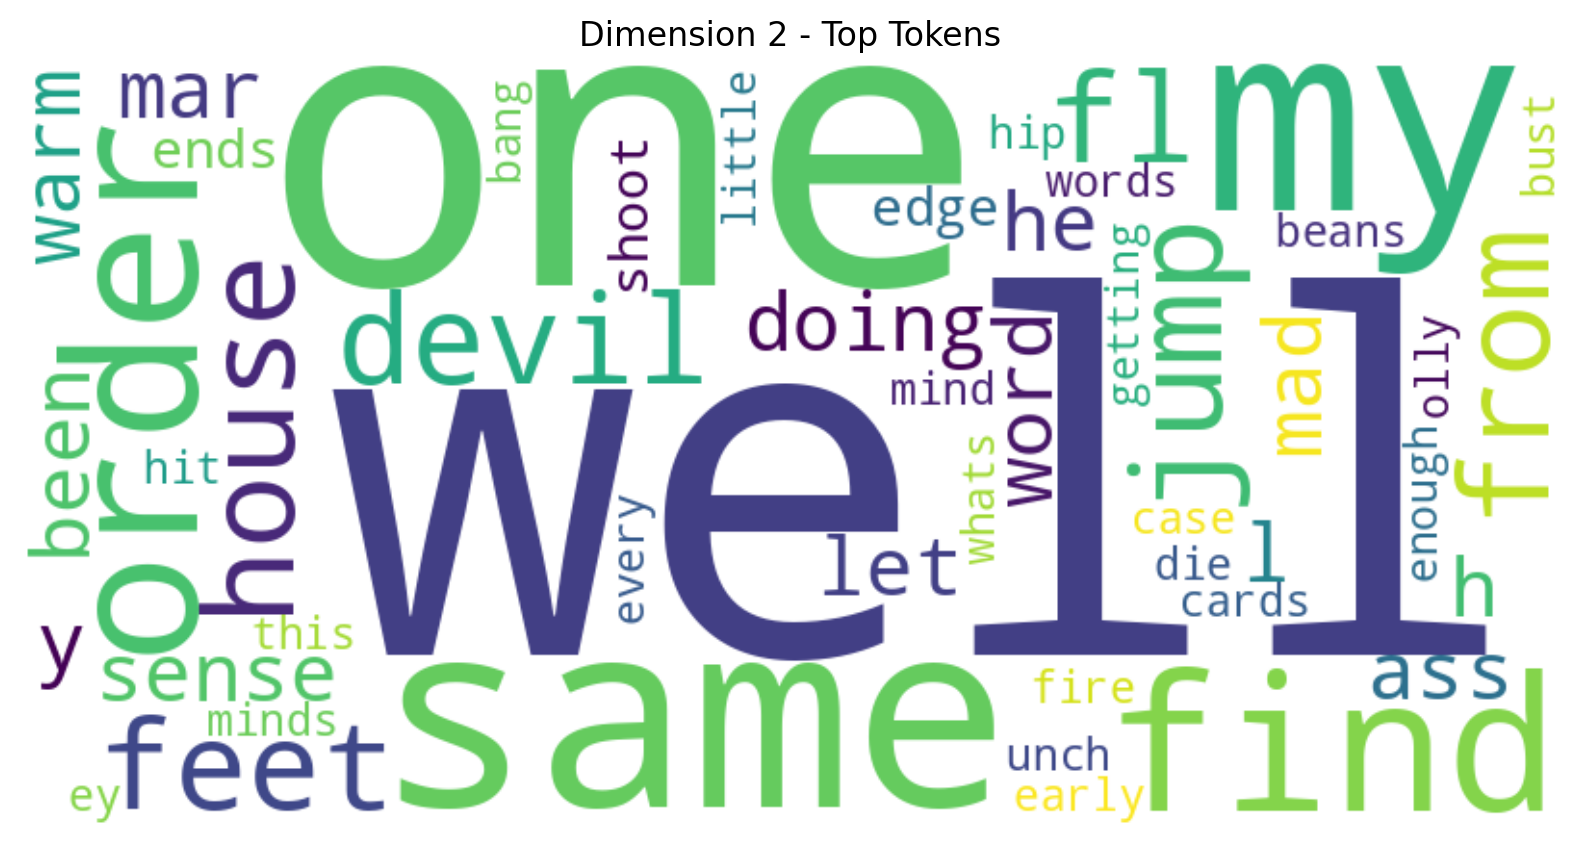 Dimension 2 - Top Tokens
warm
mar
ends
order
one
bang
shoot
little
edge
hip
fl
words
he
my
beans
bust
house
devil
doing
mind
word
getting
jump
mad
olly
from
been
hit
well
every
let
whats
case
die
l
cards
enough
h
y
this
sense
minds
feet
ey
same
fire
unch
early
find
ass